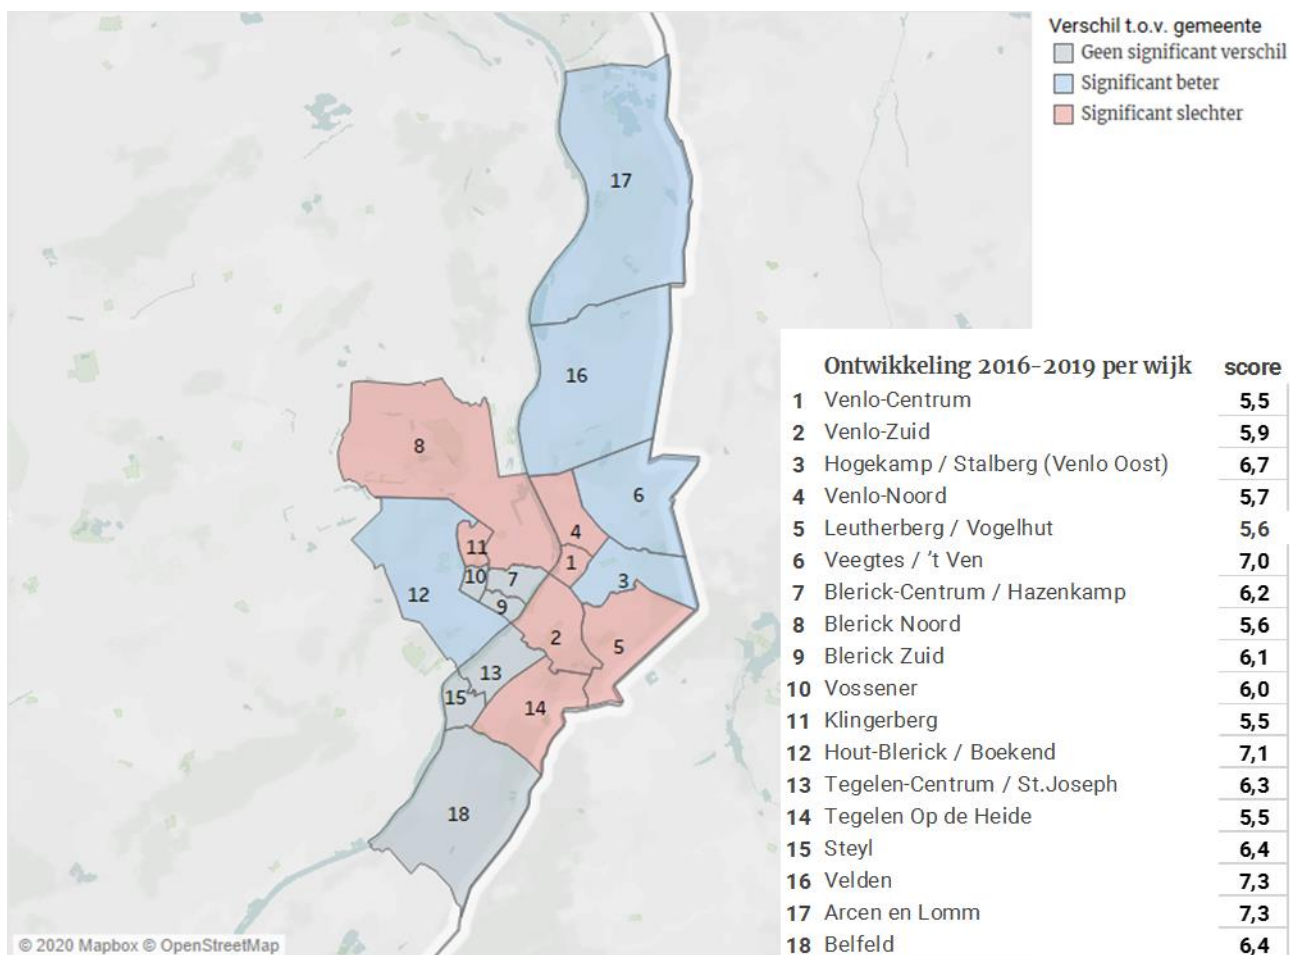 Verschil t.o.v. gemeente
Geen significant verschil
Significant beter
Significant slechter
17
16
8
6
4
11
1
10
7
3
12
9
2
5
13
15
14
18
Ontwikkeling 2016-2019 per wijk score
1 Venlo-Centrum 5,5
2 Venlo-Zuid 5,9
3 Hogekamp / Stalberg (Venlo Oost) 6,7
4 Venlo-Noord 5,7
5 Leutherberg / Vogelhut 5,6
6 Veegtes / ’t Ven 7,0
7 Blerick-Centrum / Hazenkamp 6,2
8 Blerick Noord 5,6
9 Blerick Zuid 6,1
10 Vossener 6,0
11 Klingerberg 5,5
12 Hout-Blerick / Boekend 7,1
13 Tegelen-Centrum / St.Joseph 6,3
14 Tegelen Op de Heide 5,5
15 Steyl 6,4
16 Velden 7,3
17 Arcen en Lomm 7,3
18 Belfeld 6,4
© 2020 Mapbox © OpenStreetMap